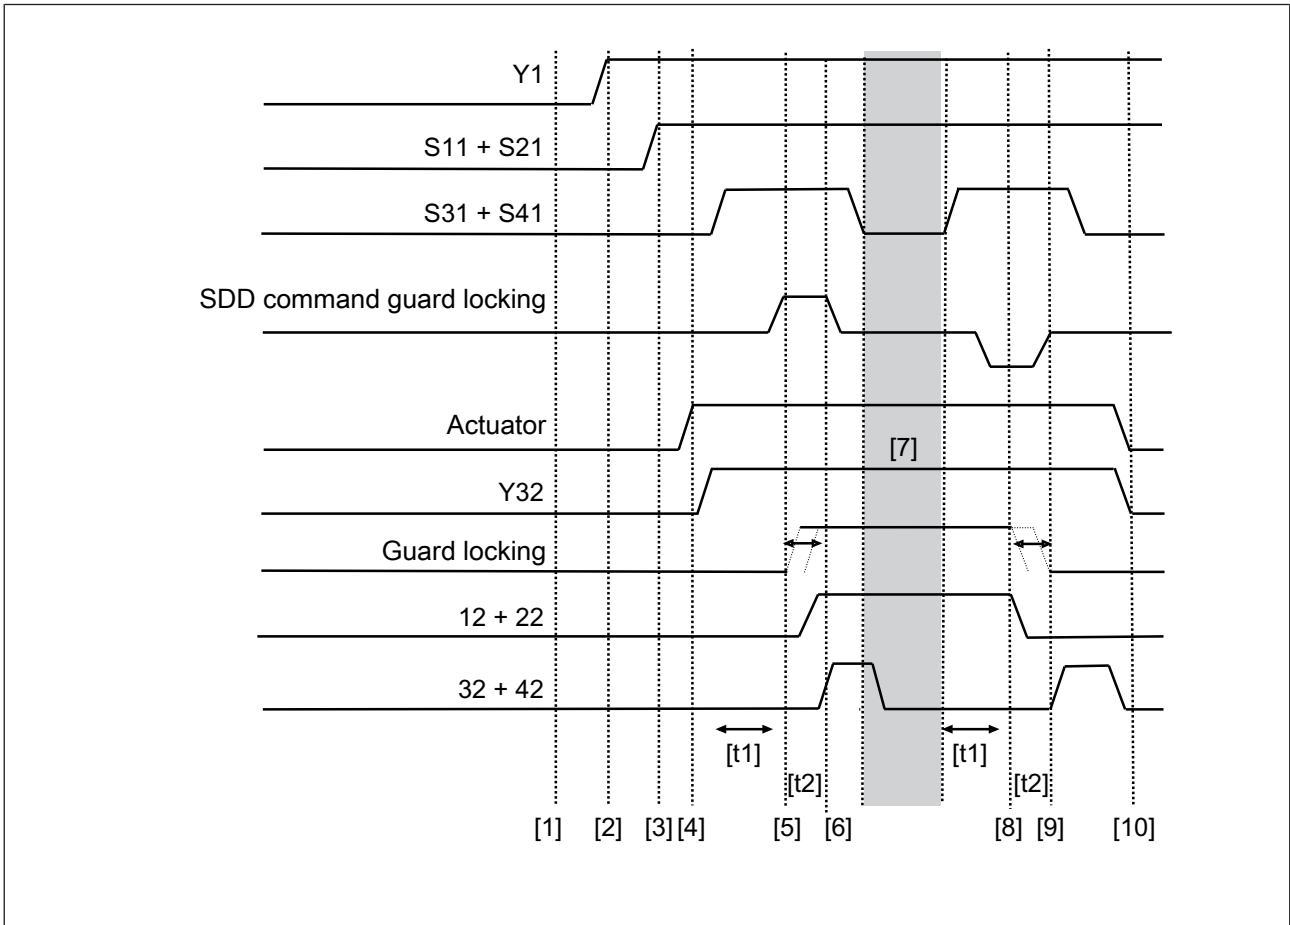 Y1
S11 + S21
S31 + S41
SDD command guard locking
Actuator
[7]
Y32
Guard locking
12 + 22
32 + 42
[t1] [t1]
[t2] [t2]
[1] [2] [3] [4] [5] [6] [8] [9] [10]